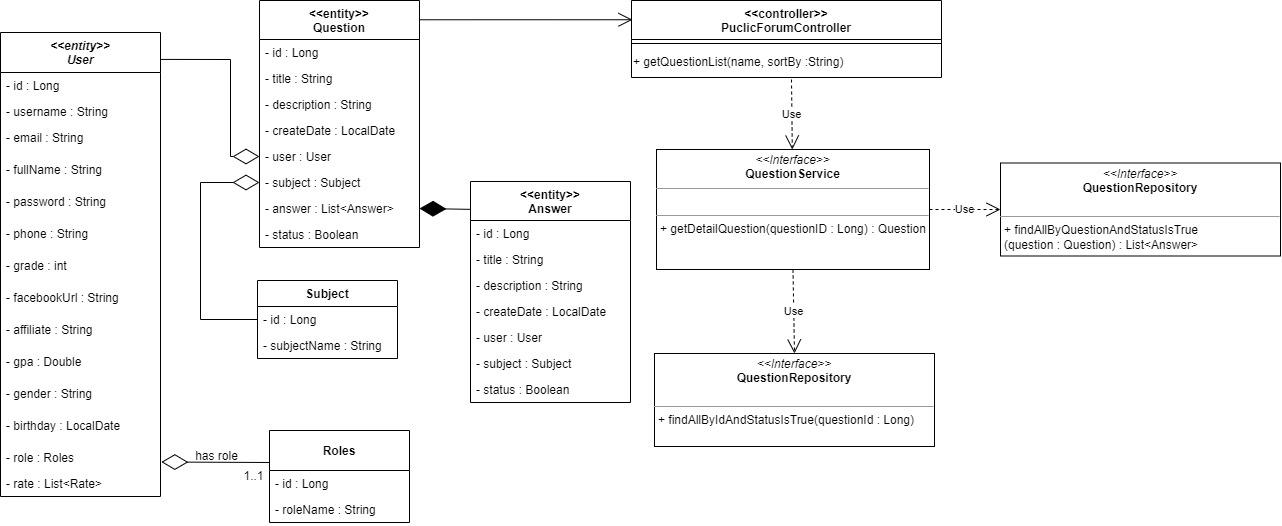 <<entity>>
User
- id : Long
- username : String
- email : String
- fullName : String
- password : String
- phone : String
- grade : int
- facebookUrl : String
- affiliate : String
- gpa : Double
- gender : String
- birthday : LocalDate
- role : Roles
- rate : List<Rate>
<<entity>>
Question
- id : Long
- title : String
- description : String
- createDate : LocalDate
- user : User
- subject : Subject
- answer : List<Answer>
- status : Boolean
Subject
- id : Long
- subjectName : String
has role
1..1
Roles
- id : Long
- roleName : String
<<entity>>
Answer
- id : Long
- title : String
- description : String
- createDate : LocalDate
- user : User
- subject : Subject
- status : Boolean
<<controller>>
PuclicForumController
+ getQuestionList(name, sortBy :String)
Use
<<Interface>>
QuestionService
+ getDetailQuestion(questionID : Long) : Question
Use
<<Interface>>
QuestionRepository
+ findAllByQuestionAndStatusIsTrue
(question : Question) : List<Answer>
Use
<<Interface>>
QuestionRepository
+ findAllByIdAndStatusIsTrue(questionId : Long)